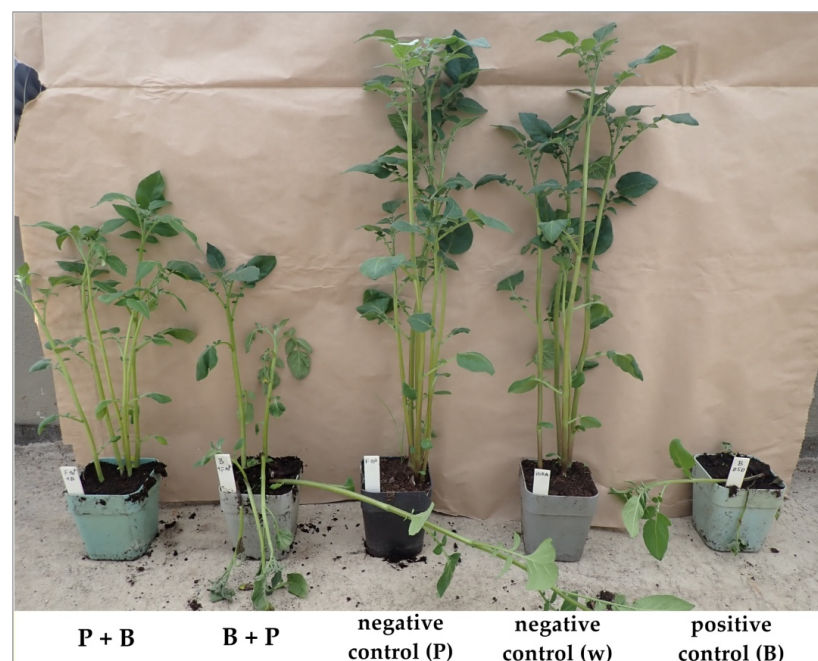 P + B
B + P
negative
control (P)
negative
control (w)
positive
control (B)